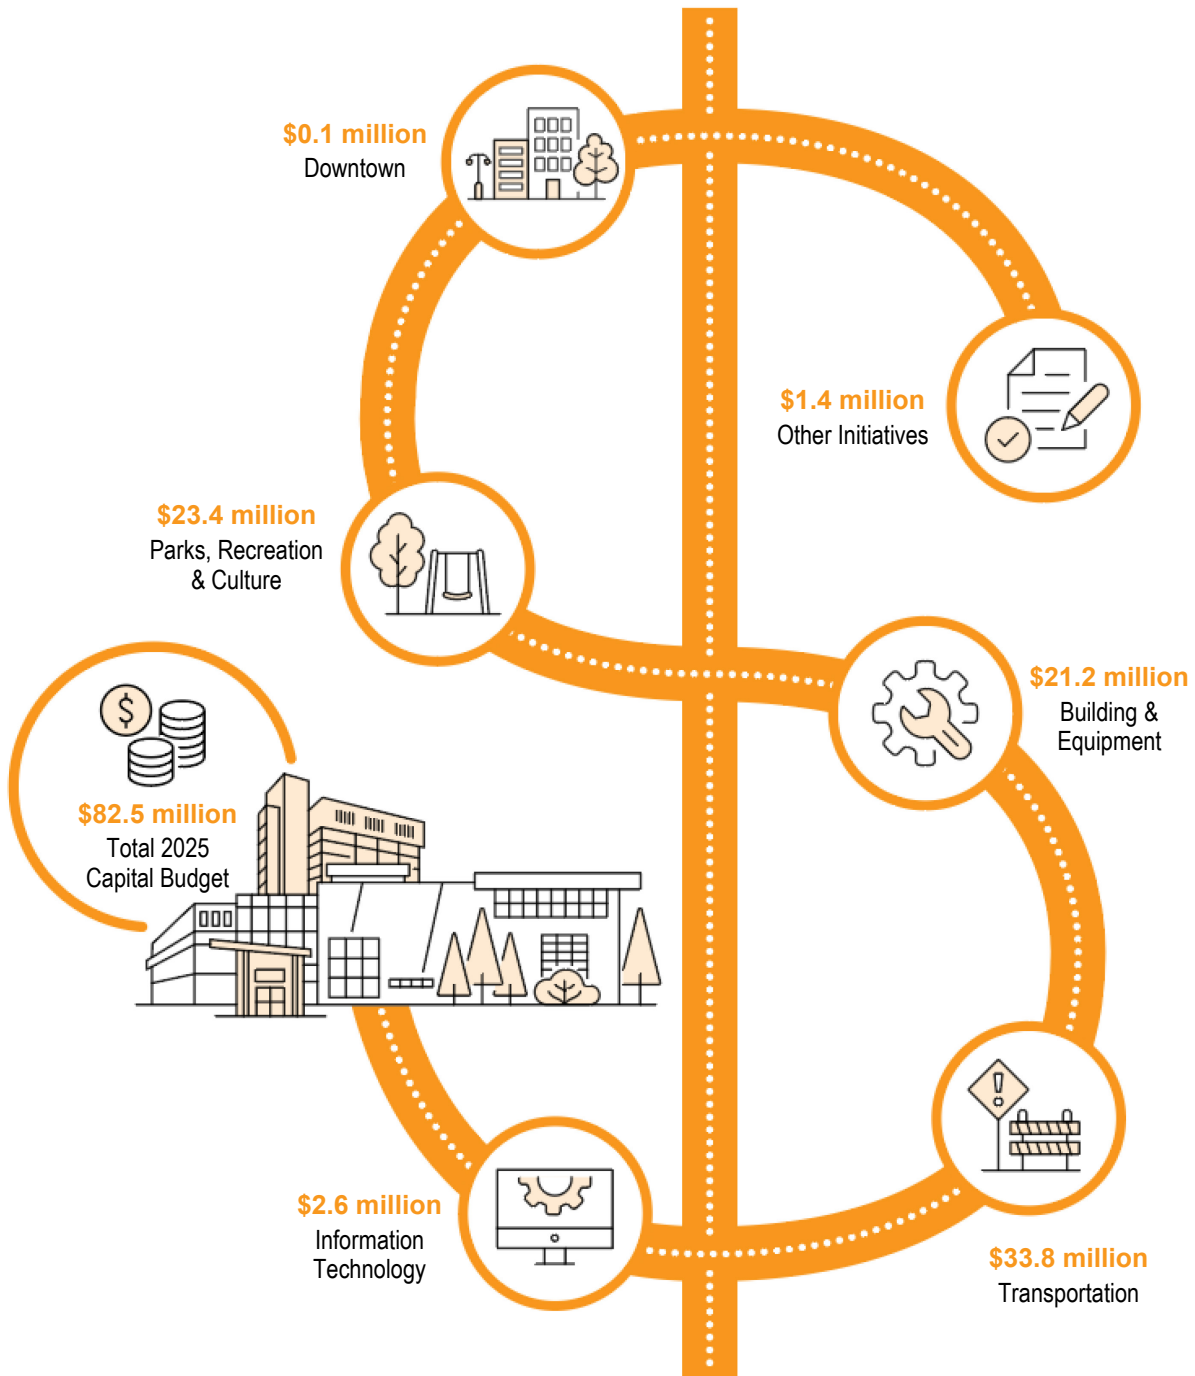 $0.1 million
Downtown
$1.4 million
Other Initiatives
$23.4 million
Parks, Recreation
& Culture
$21.2 million
Building &
Equipment
$82.5 million
Total 2025
Capital Budget
$2.6 million
Information
Technology
$33.8 million
Transportation